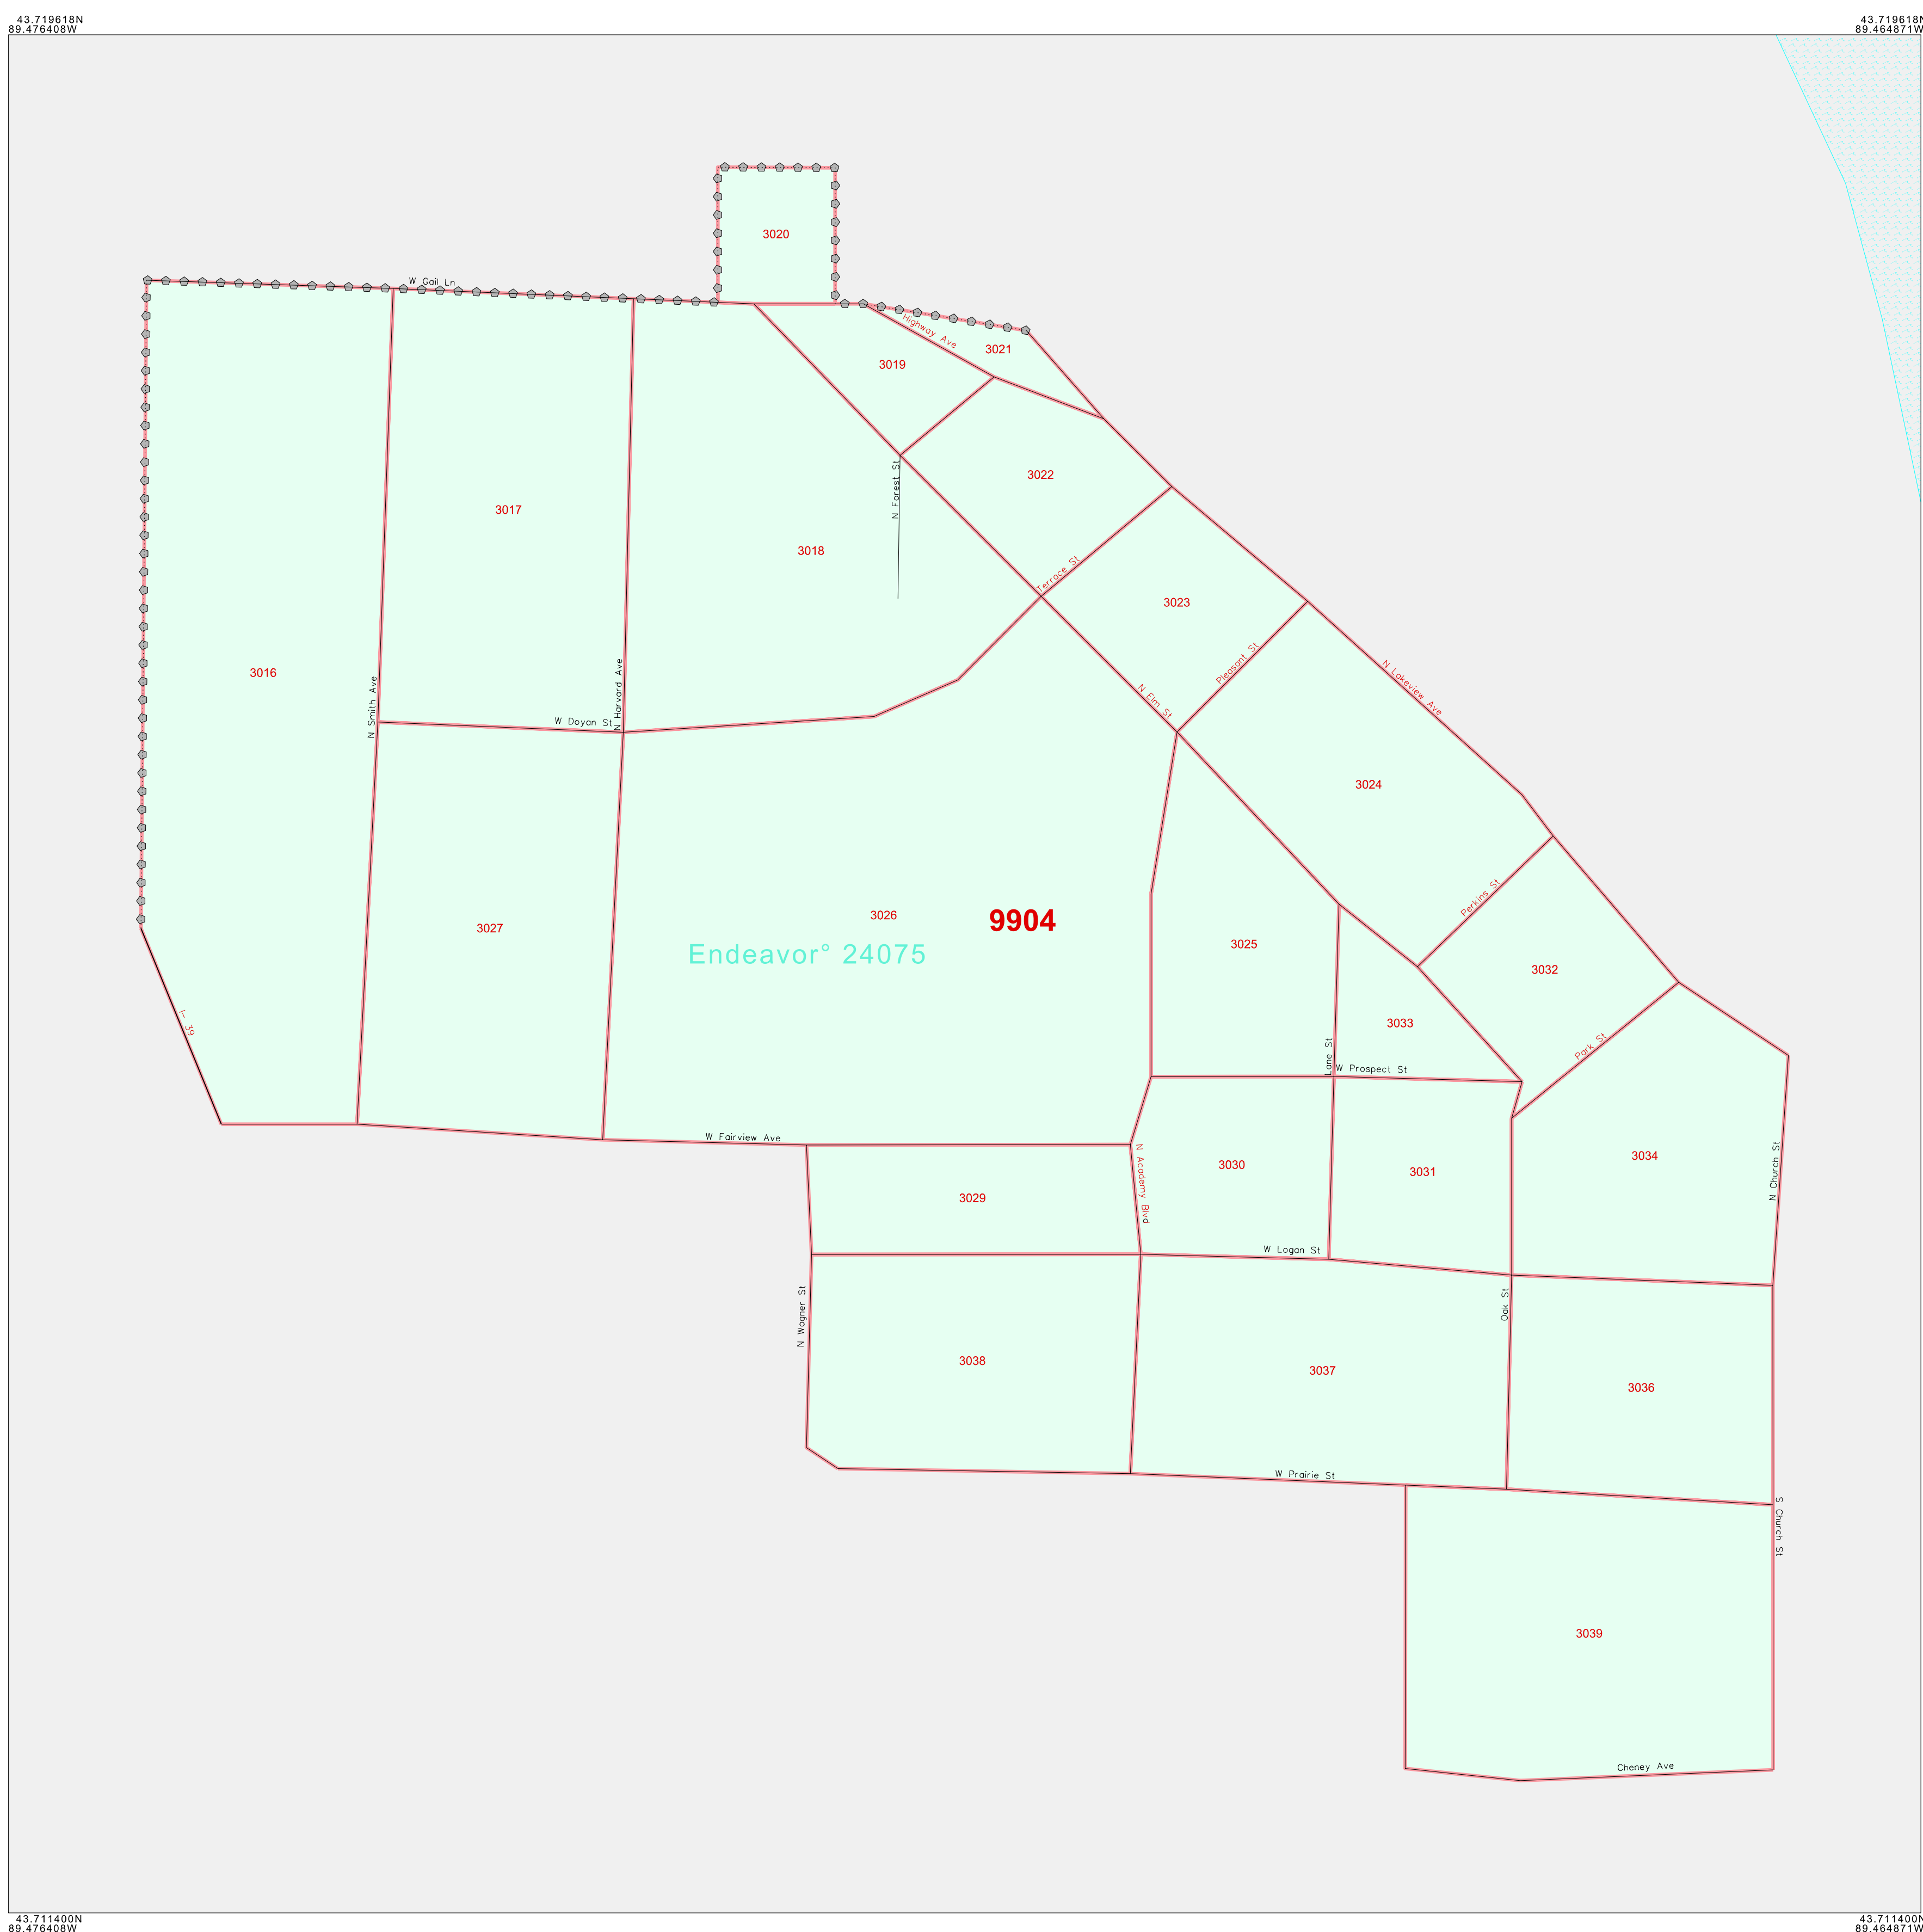 43.719618N
89.476408W
43.719618N
89.464871W
3020
W Gail Ln
Highway Ave
3021
3019
3022
N Forest St
3017
3018
Terrace St
3023
Pleasant St
3016
N Smith Ave
N Harvard Ave
N Elm St
N Lakeview Ave
W Doyan St
3024
Perkins St
3026
9904
3027
3025
Endeavor° 24075
3032
I- 39
3033
Park St
Lane St
W Prospect St
W Fairview Ave
3034
N Church St
3030
3031
N Academy Blvd
3029
W Logan St
N Wagner St
Oak St
3038
3037
3036
W Prairie St
S Church St
3039
Cheney Ave
43.711400N
89.476408W
43.711400N
89.464871W